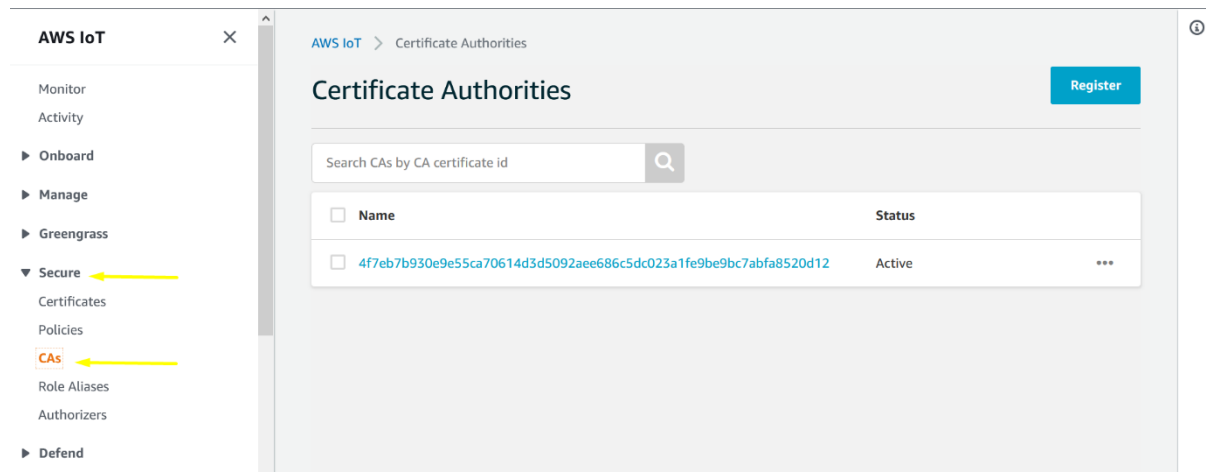 AWS IoT
Monitor
Activity
Onboard
Manage
Greengrass
Secure
Certificates
Policies
CAs
Role Aliases
Authorizers
Defend
AWS IoT > Certificate Authorities
Certificate Authorities
Register
Search CAs by CA certificate id
Name Status
4f7eb7b930e9e55ca70614d3d5092aee686c5dc023a1fe9be9bc7abfa8520d12 Active